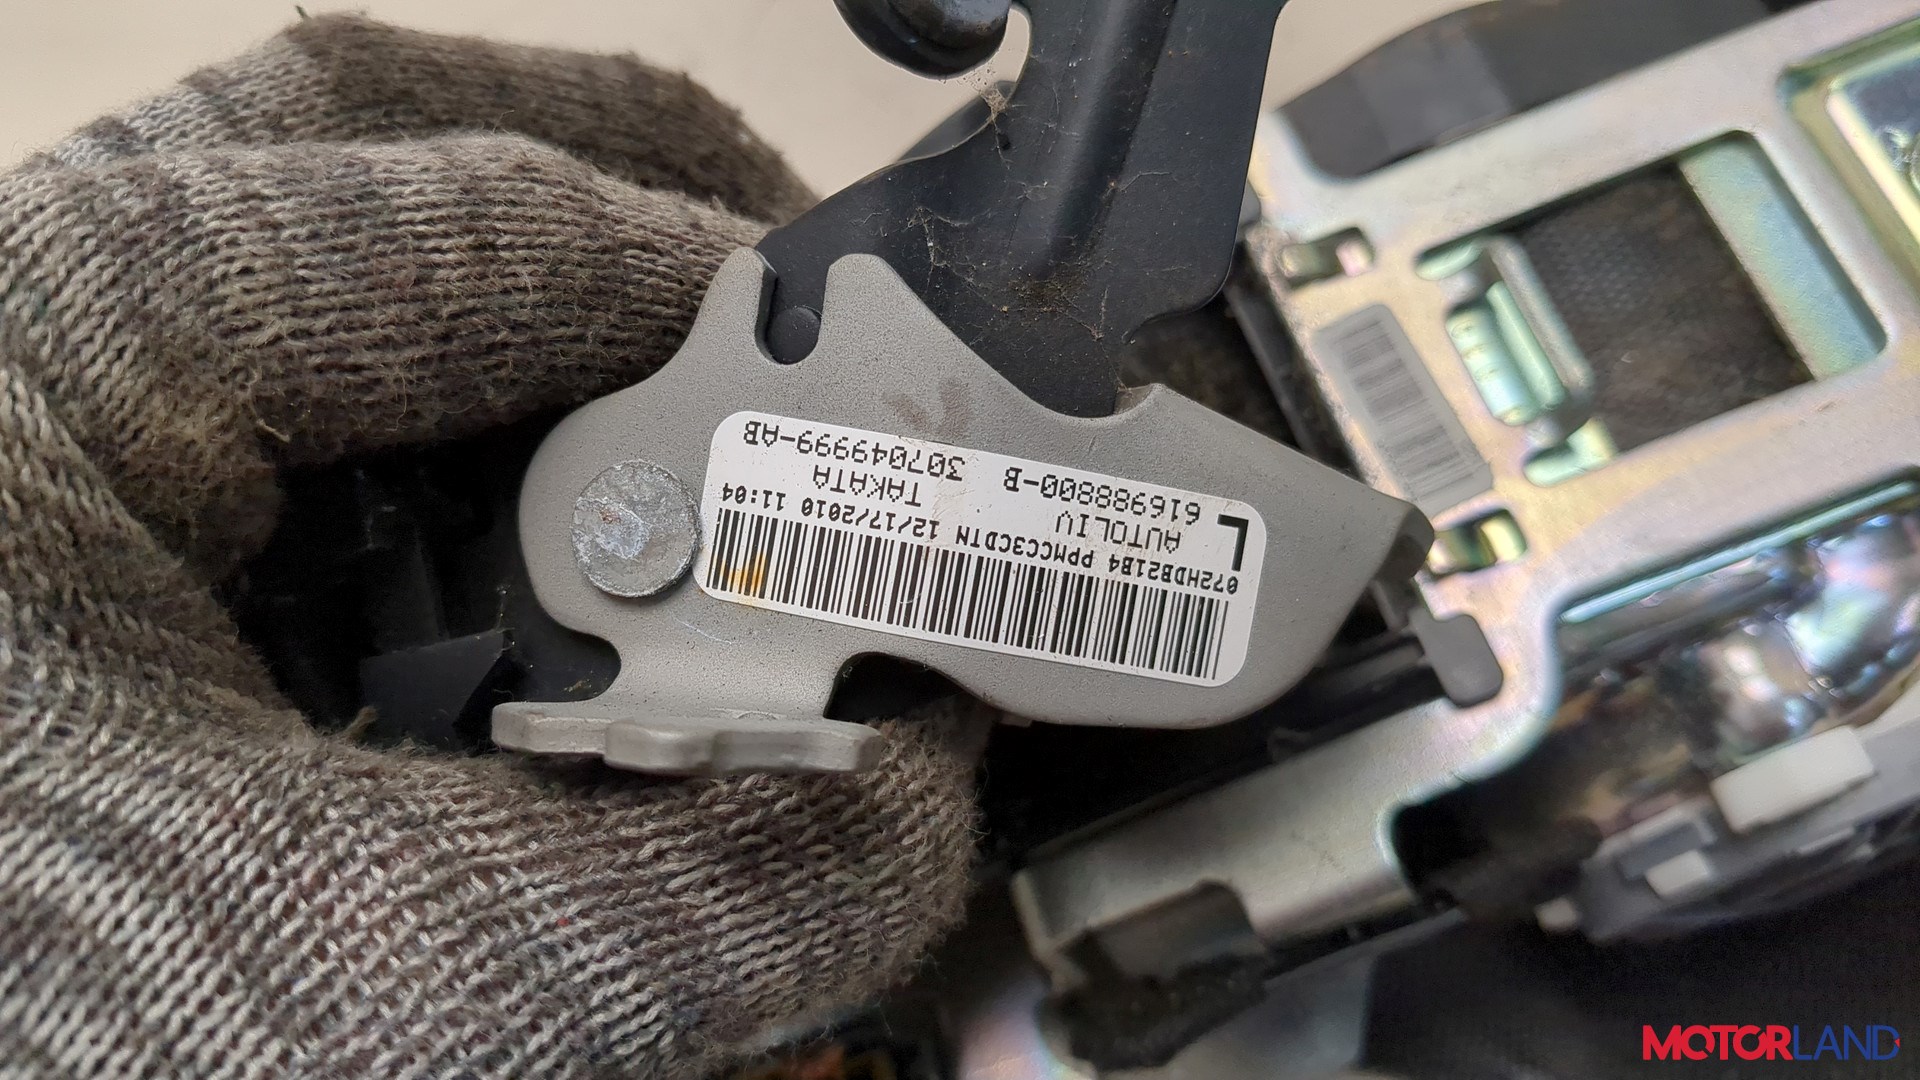 072HDB21B4 PPMCC3CDTN 12/17/2010 11:04
L AUTOLIV TAKATA
616988800-B 307049999-AB
MOTORLAND